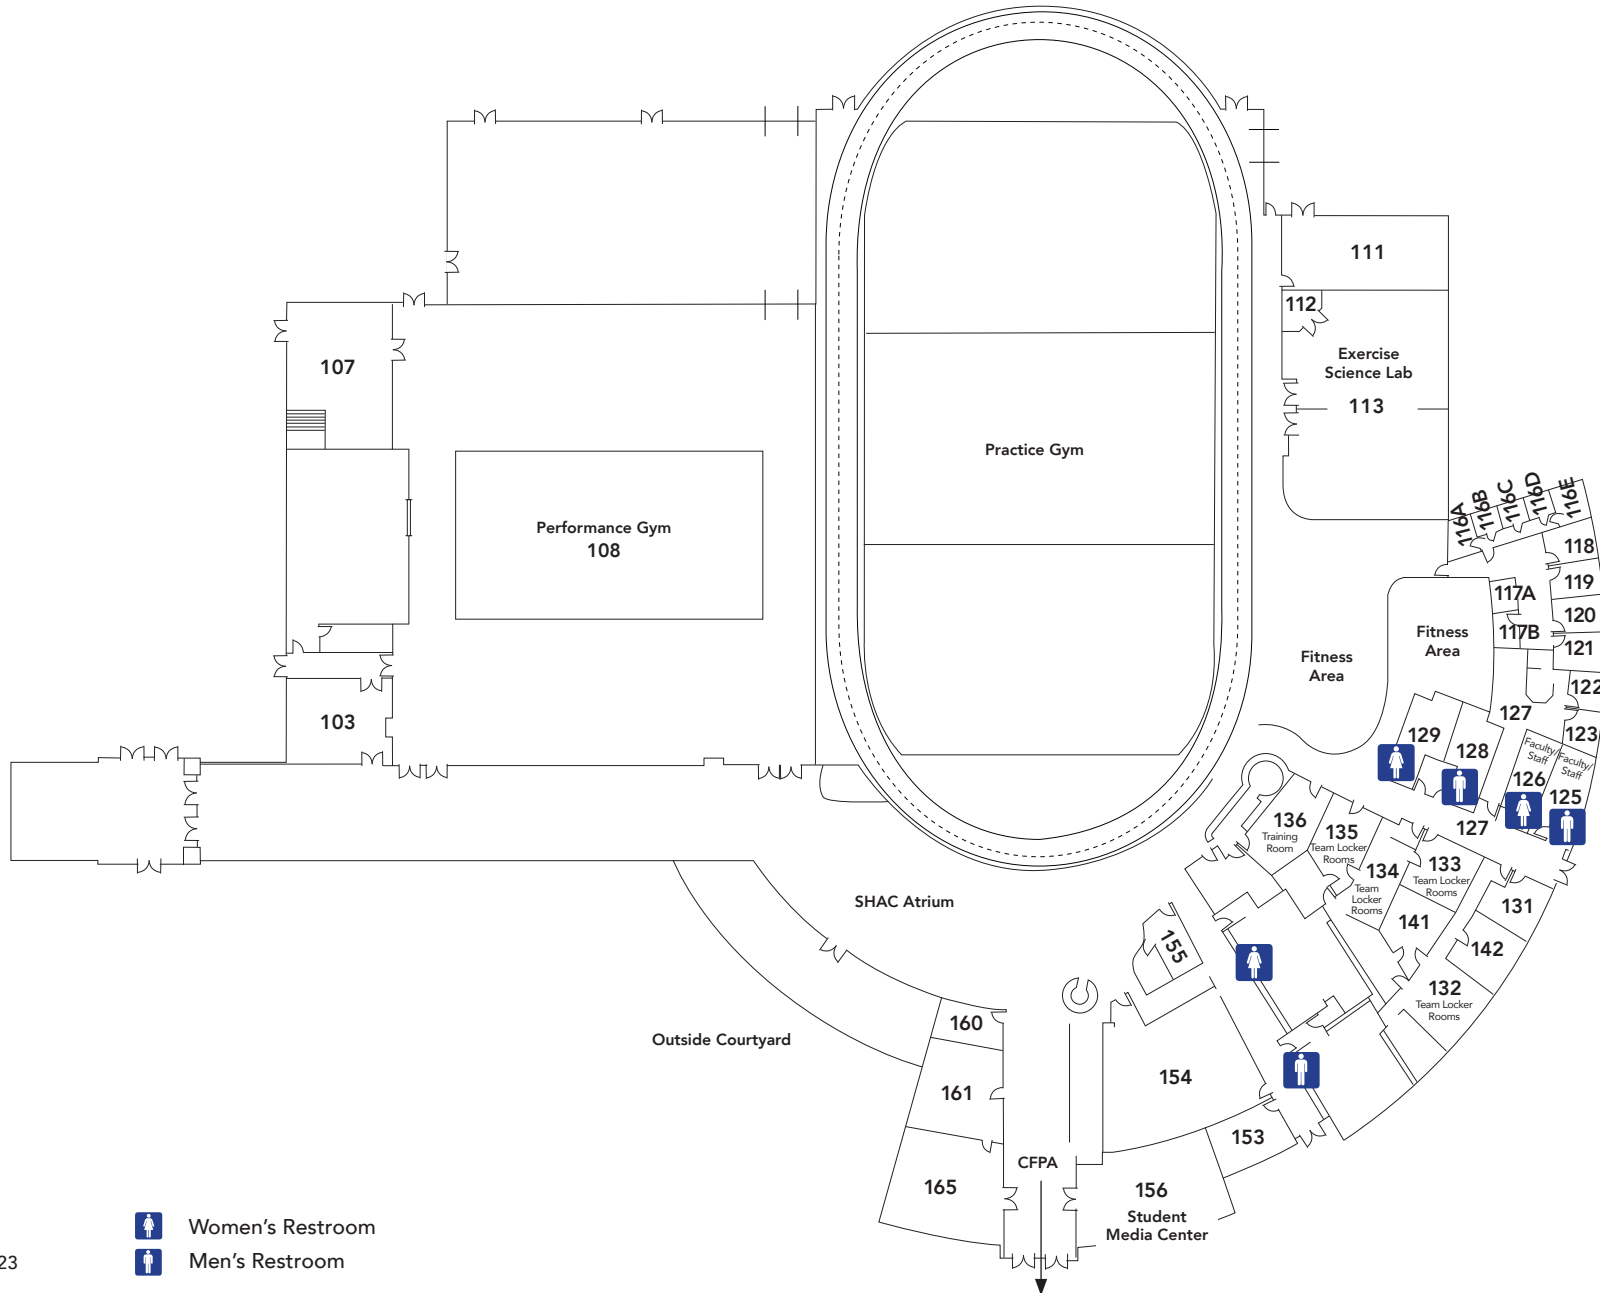 111
112
Exercise
Science Lab
113
107
Practice Gym
Performance Gym
108
116A
116B
116C
116D
116E
118
119
117A
120
117B
121
Fitness
Area
Fitness
Area
122
127
123
103
129
128
Faculty/
Staff
126
Faculty/
Staff
125
127
136
Training
Room
135
Team Locker
Rooms
134
Team
Locker
Rooms
133
Team Locker
Rooms
131
141
142
132
Team Locker
Rooms
SHAC Atrium
155
160
Outside Courtyard
154
161
153
CFPA
165
156
Student
Media Center
Women's Restroom
Men's Restroom
23